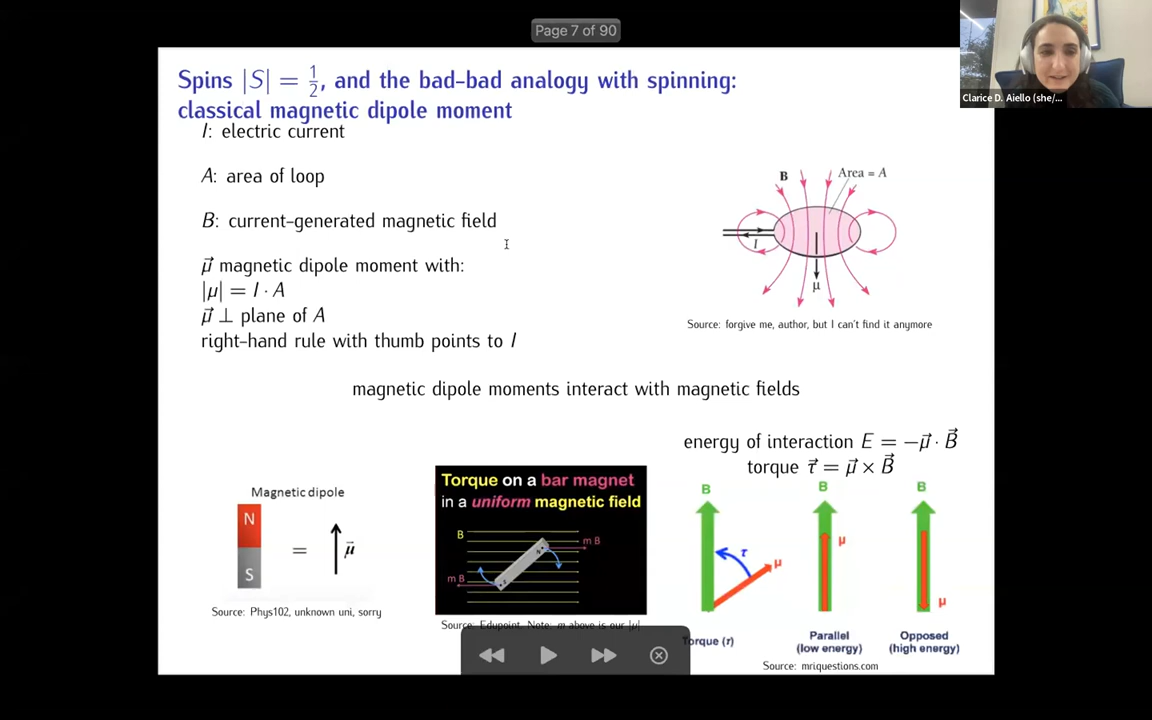 Page 7 of 90
Clarice D. Aiello (she/...
Spins |S| = 1/2, and the bad-bad analogy with spinning:
classical magnetic dipole moment
I: electric current
A: area of loop
B: current-generated magnetic field
μ⃗ magnetic dipole moment with:
|μ| = I · A
μ⃗ ⊥ plane of A
right-hand rule with thumb points to I
B
Area = A
I
μ
Source: forgive me, author, but I can't find it anymore
magnetic dipole moments interact with magnetic fields
energy of interaction E = −μ⃗ · B⃗
torque τ⃗ = μ⃗ × B⃗
Magnetic dipole
N
S
=
μ⃗
Source: Phys102, unknown uni, sorry
Torque on a bar magnet
in a uniform magnetic field
B
m B
m B
N
Source: Edupoint. Note: m above is our |μ|
B
τ
μ
Torque (τ)
B
μ
Parallel
(low energy)
B
μ
Opposed
(high energy)
Source: mriquestions.com